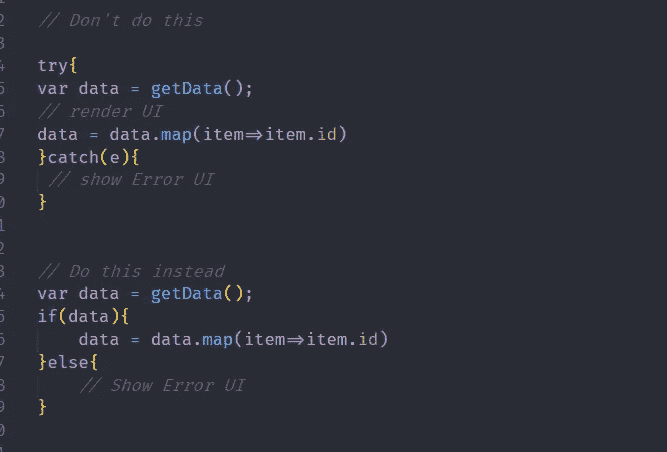 2 // Don't do this
3
4 try{
5 var data = getData();
6 // render UI
7 data = data.map(item=>item.id)
8 }catch(e){
9 // show Error UI
0 }
1
2
3 // Do this instead
4 var data = getData();
5 if(data){
6 data = data.map(item=>item.id)
7 }else{
8 // Show Error UI
9 }
0